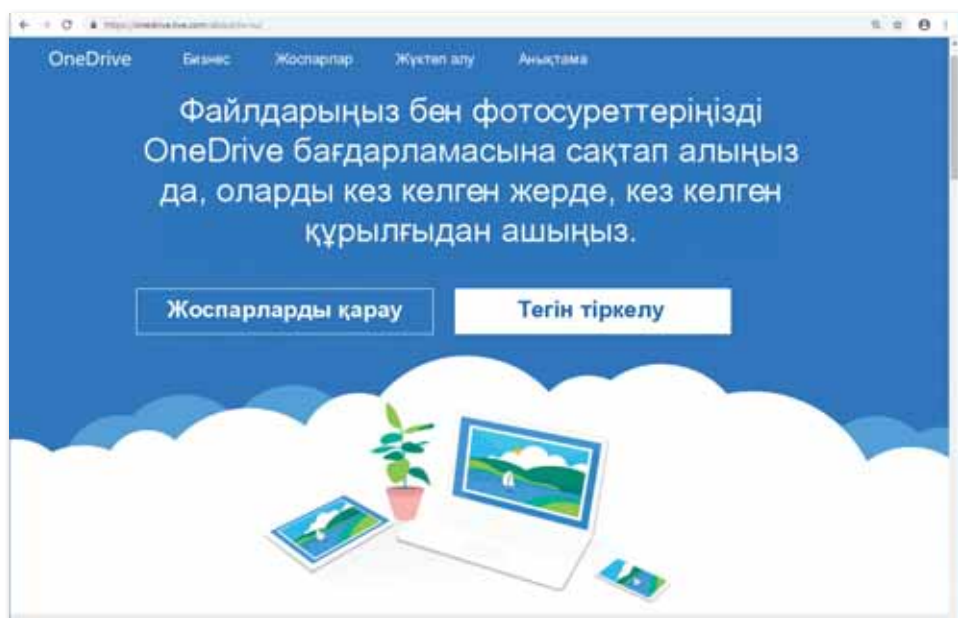 OneDrive Бизнес Жоспарлар Жүктеп алу Анықтама
Файлдарыңыз бен фотосуреттеріңізді
OneDrive бағдарламасына сақтап алыңыз
да, оларды кез келген жерде, кез келген
құрылғыдан ашыңыз.
Жоспарларды қарау Тегін тіркелу